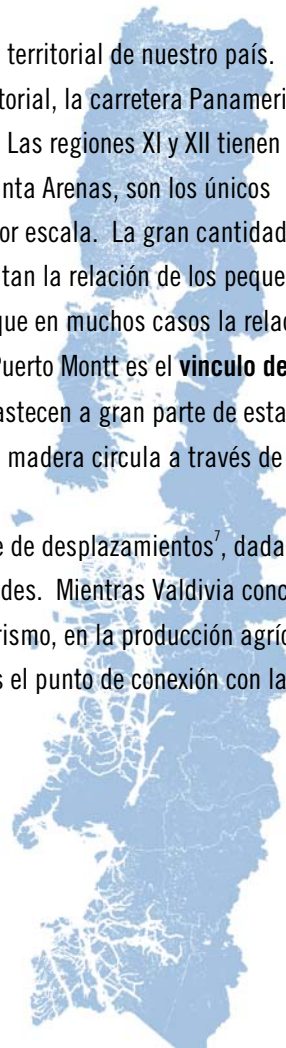 territorial de nuestro país.
torial, la carretera Panameri
Las regiones XI y XII tienen
nta Arenas, son los únicos
or escala. La gran cantidad
tan la relación de los peque
que en muchos casos la relac
Puerto Montt es el vinculo de
astecen a gran parte de esta
madera circula a través de
e de desplazamientos⁷, dada
des. Mientras Valdivia conc
rismo, en la producción agríc
s el punto de conexión con la